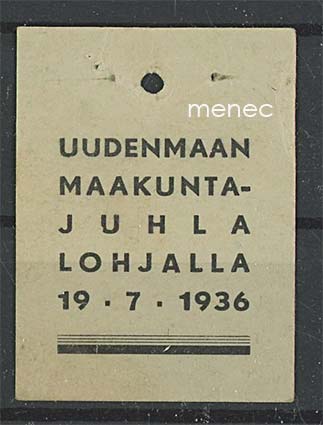 menec
UUDENMAAN
MAAKUNTA-
JUHLA
LOHJALLA
19 · 7 · 1936